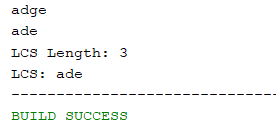 adge
ade
LCS Length: 3
LCS: ade
------------------------------
BUILD SUCCESS